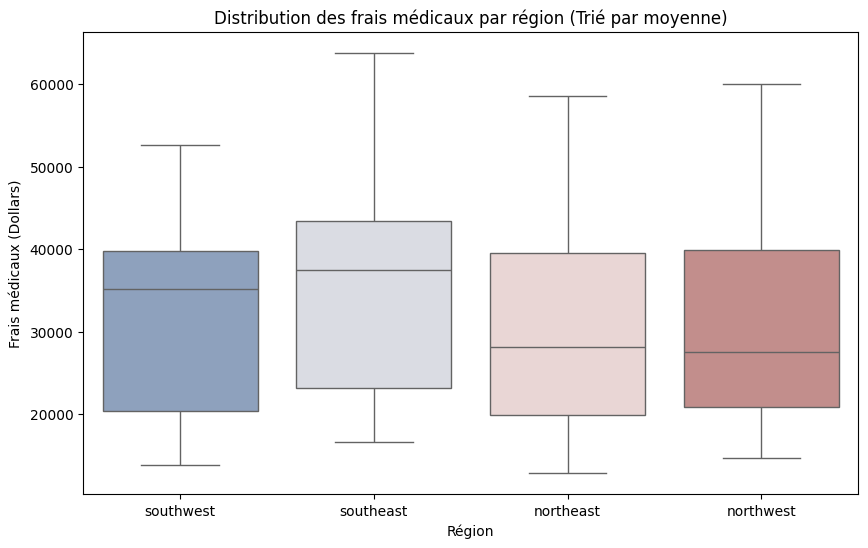 Distribution des frais médicaux par région (Trié par moyenne)
Frais médicaux (Dollars)
60000
50000
40000
30000
20000
southwest
southeast
northeast
northwest
Région